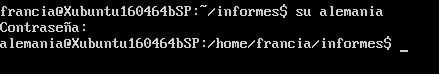 francia@Xubuntu160464bSP:~/informes$ su alemania
Contraseña:
alemania@Xubuntu160464bSP:/home/francia/informes$ _